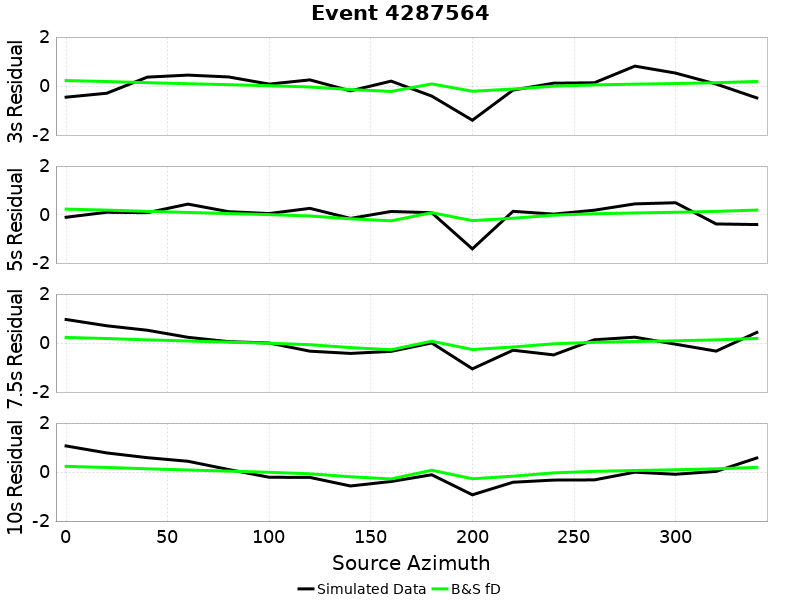 Event 4287564
3s Residual
2
0
-2
5s Residual
2
0
-2
7.5s Residual
2
0
-2
10s Residual
2
0
-2
0 50 100 150 200 250 300
Source Azimuth
Simulated Data B&S fD